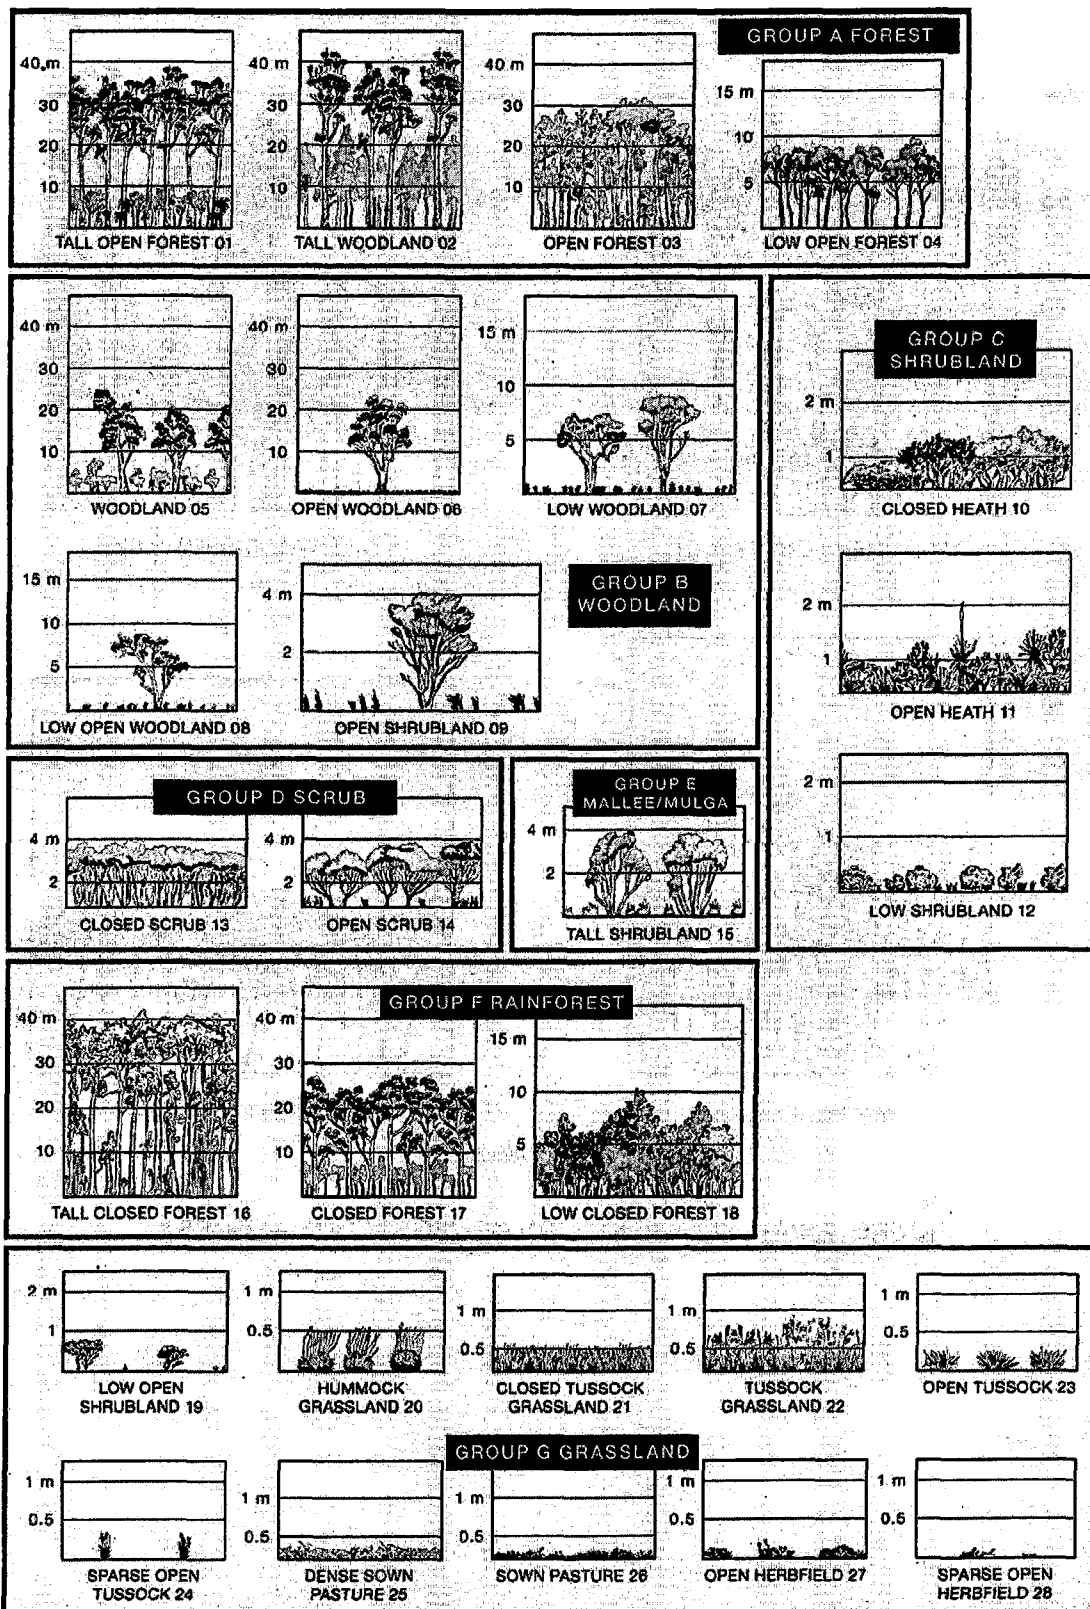 GROUP A FOREST
40 m
30
20
10
TALL OPEN FOREST 01
40 m
30
20
10
TALL WOODLAND 02
40 m
30
20
10
OPEN FOREST 03
15 m
10
5
LOW OPEN FOREST 04
40 m
30
20
10
WOODLAND 05
40 m
30
20
10
OPEN WOODLAND 06
15 m
10
5
LOW WOODLAND 07
15 m
10
5
LOW OPEN WOODLAND 08
4 m
2
OPEN SHRUBLAND 09
GROUP B
WOODLAND
GROUP C
SHRUBLAND
2 m
1
CLOSED HEATH 10
2 m
1
OPEN HEATH 11
2 m
1
LOW SHRUBLAND 12
GROUP D SCRUB
4 m
2
CLOSED SCRUB 13
4 m
2
OPEN SCRUB 14
GROUP E
MALLEE/MULGA
4 m
2
TALL SHRUBLAND 15
GROUP F RAINFOREST
40 m
30
20
10
TALL CLOSED FOREST 16
40 m
30
20
10
CLOSED FOREST 17
15 m
10
5
LOW CLOSED FOREST 18
2 m
1
LOW OPEN
SHRUBLAND 19
1 m
0.5
HUMMOCK
GRASSLAND 20
1 m
0.5
CLOSED TUSSOCK
GRASSLAND 21
1 m
0.5
TUSSOCK
GRASSLAND 22
1 m
0.5
OPEN TUSSOCK 23
GROUP G GRASSLAND
1 m
0.5
SPARSE OPEN
TUSSOCK 24
1 m
0.5
DENSE SOWN
PASTURE 25
1 m
0.5
SOWN PASTURE 26
1 m
0.5
OPEN HERBFIELD 27
1 m
0.5
SPARSE OPEN
HERBFIELD 28